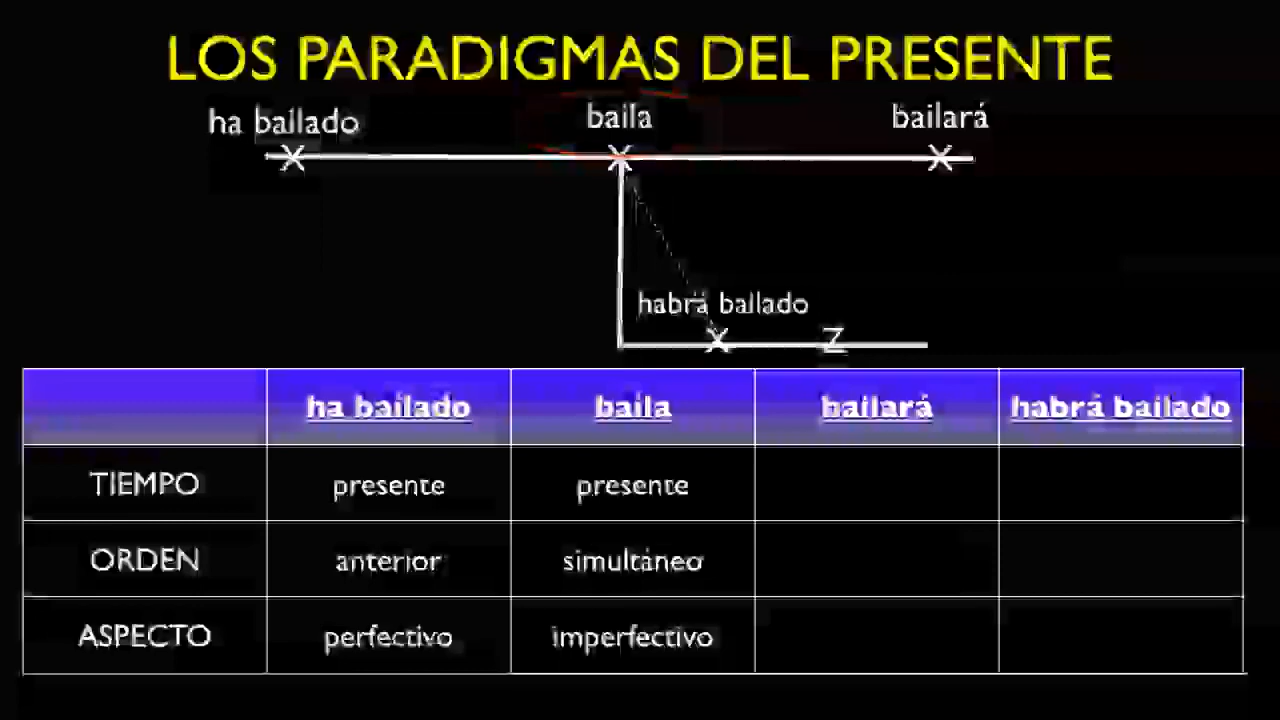 LOS PARADIGMAS DEL PRESENTE
ha bailado baila bailará
X X X
habrá bailado
X Z
ha bailado baila bailará habrá bailado
TIEMPO presente presente
ORDEN anterior simultáneo
ASPECTO perfectivo imperfectivo